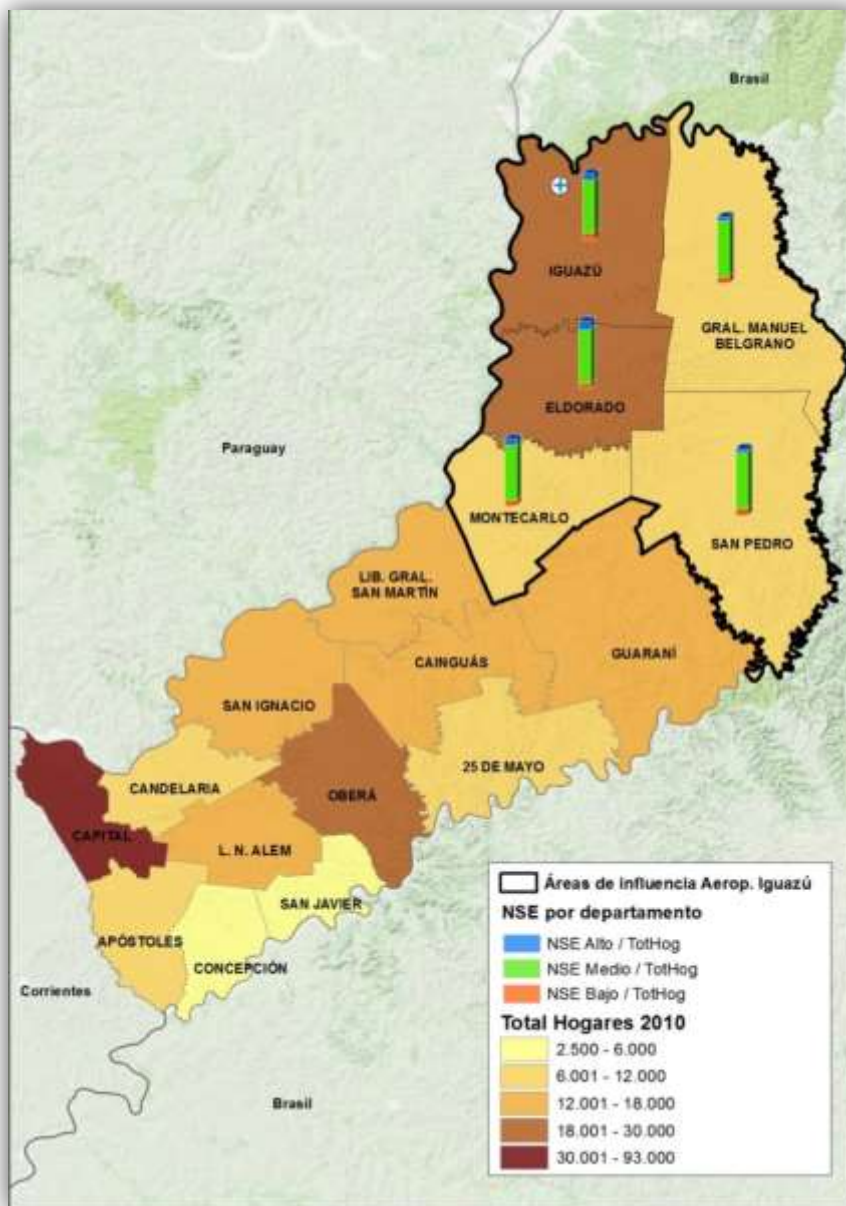 Brasil
IGUAZÚ
GRAL. MANUEL
BELGRANO
ELDORADO
Paraguay
MONTECARLO
SAN PEDRO
LIB. GRAL.
SAN MARTÍN
GUARANÍ
CAINGUÁS
SAN IGNACIO
25 DE MAYO
CANDELARIA
OBERÁ
CAPITAL
L. N. ALEM
SAN JAVIER
APÓSTOLES
CONCEPCIÓN
Corrientes
Brasil
Áreas de influencia Aerop. Iguazú
NSE por departamento
NSE Alto / TotHog
NSE Medio / TotHog
NSE Bajo / TotHog
Total Hogares 2010
2.500 - 6.000
6.001 - 12.000
12.001 - 18.000
18.001 - 30.000
30.001 - 93.000